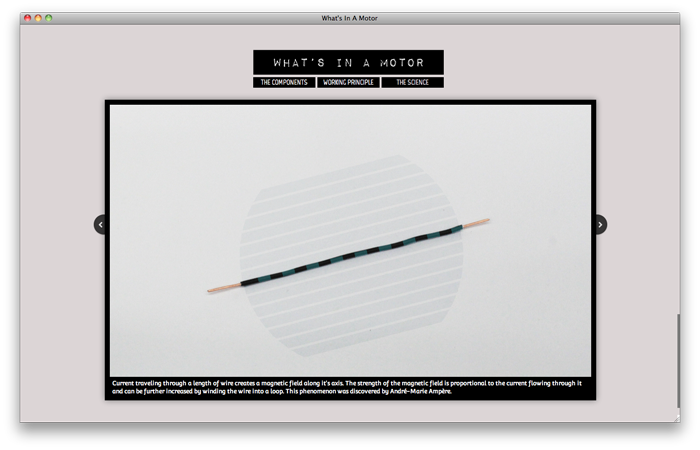 What's In A Motor
WHAT'S IN A MOTOR
THE COMPONENTS WORKING PRINCIPLE THE SCIENCE
Current traveling through a length of wire creates a magnetic field along it's axis. The strength of the magnetic field is proportional to the current flowing through it
and can be further increased by winding the wire into a loop. This phenomenon was discovered by André-Marie Ampère.